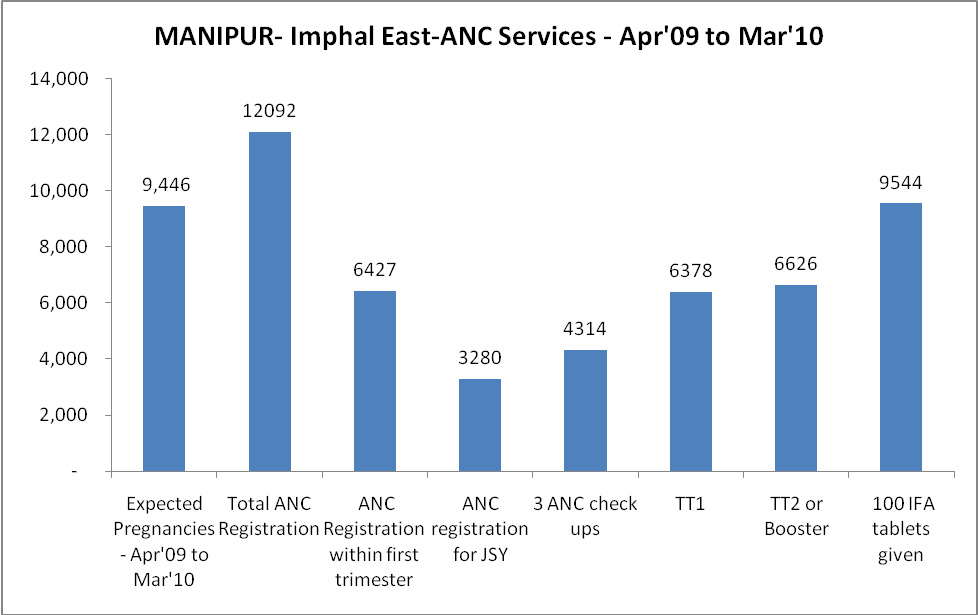 MANIPUR- Imphal East-ANC Services - Apr'09 to Mar'10
14,000
12,000
10,000
8,000
6,000
4,000
2,000
-
9,446
12092
6427
3280
4314
6378
6626
9544
Expected
Pregnancies
- Apr'09 to
Mar'10
Total ANC
Registration
ANC
Registration
within first
trimester
ANC
registration
for JSY
3 ANC check
ups
TT1
TT2 or
Booster
100 IFA
tablets
given